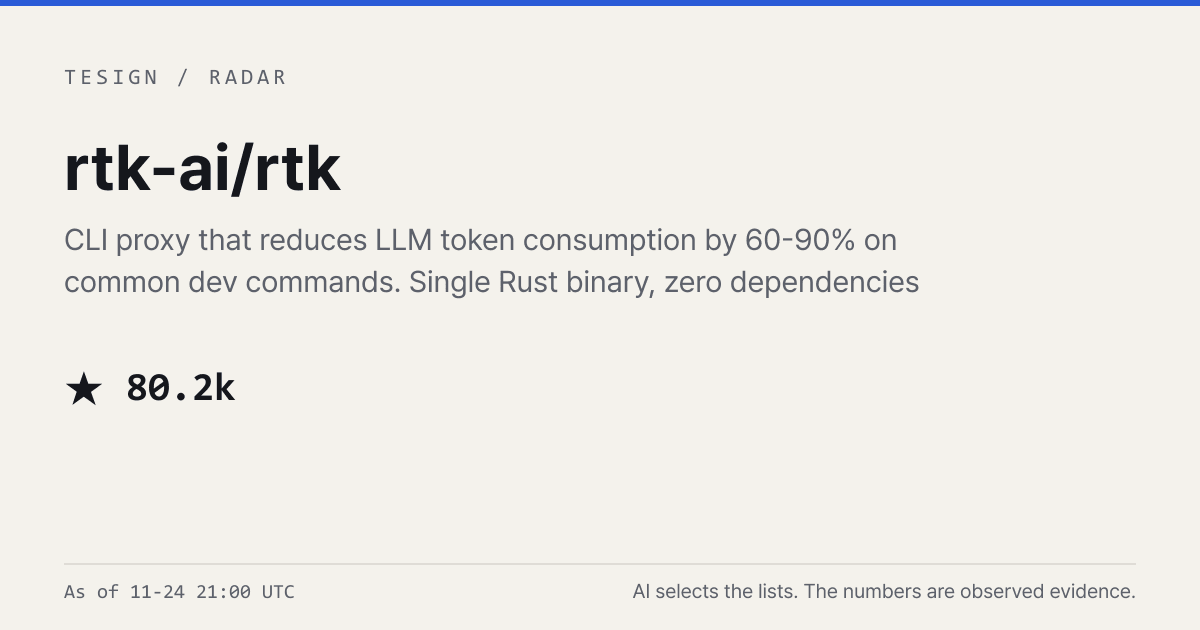 TESIGN / RADAR
rtk-ai/rtk
CLI proxy that reduces LLM token consumption by 60-90% on
common dev commands. Single Rust binary, zero dependencies
★ 80.2k
As of 11-24 21:00 UTC
AI selects the lists. The numbers are observed evidence.